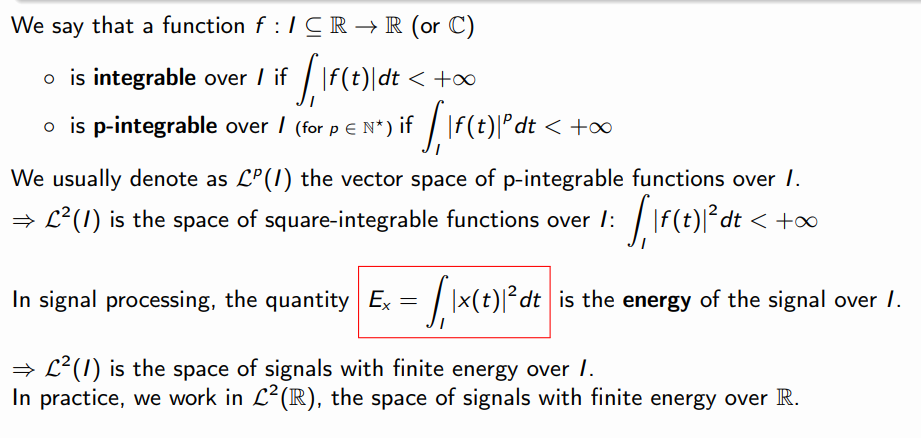 We say that a function f : I ⊆ ℝ → ℝ (or ℂ)
∘ is integrable over I if ∫_I |f(t)|dt < +∞
∘ is p-integrable over I (for p ∈ ℕ*) if ∫_I |f(t)|^p dt < +∞
We usually denote as ℒ^p(I) the vector space of p-integrable functions over I.
⇒ ℒ²(I) is the space of square-integrable functions over I: ∫_I |f(t)|² dt < +∞
In signal processing, the quantity E_x = ∫_I |x(t)|² dt is the energy of the signal over I.
⇒ ℒ²(I) is the space of signals with finite energy over I.
In practice, we work in ℒ²(ℝ), the space of signals with finite energy over ℝ.